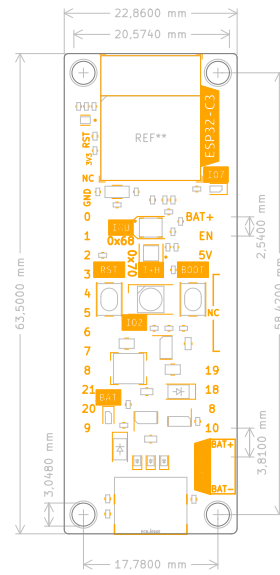 22,8600 mm
20,5740 mm
63,5000 mm
58,4200 mm
REF**
ESP32-C3
RST
3V3
NC
IO7
GND
0
BAT+
IMU
1
EN
0x68
2
5V
0x70
3
RST
BOOT
4
NC
5
IO2
6
7
8
19
21
18
BAT
20
8
9
10
BAT+
BAT-
2,5400 mm
3,8100 mm
3,0480 mm
17,7800 mm